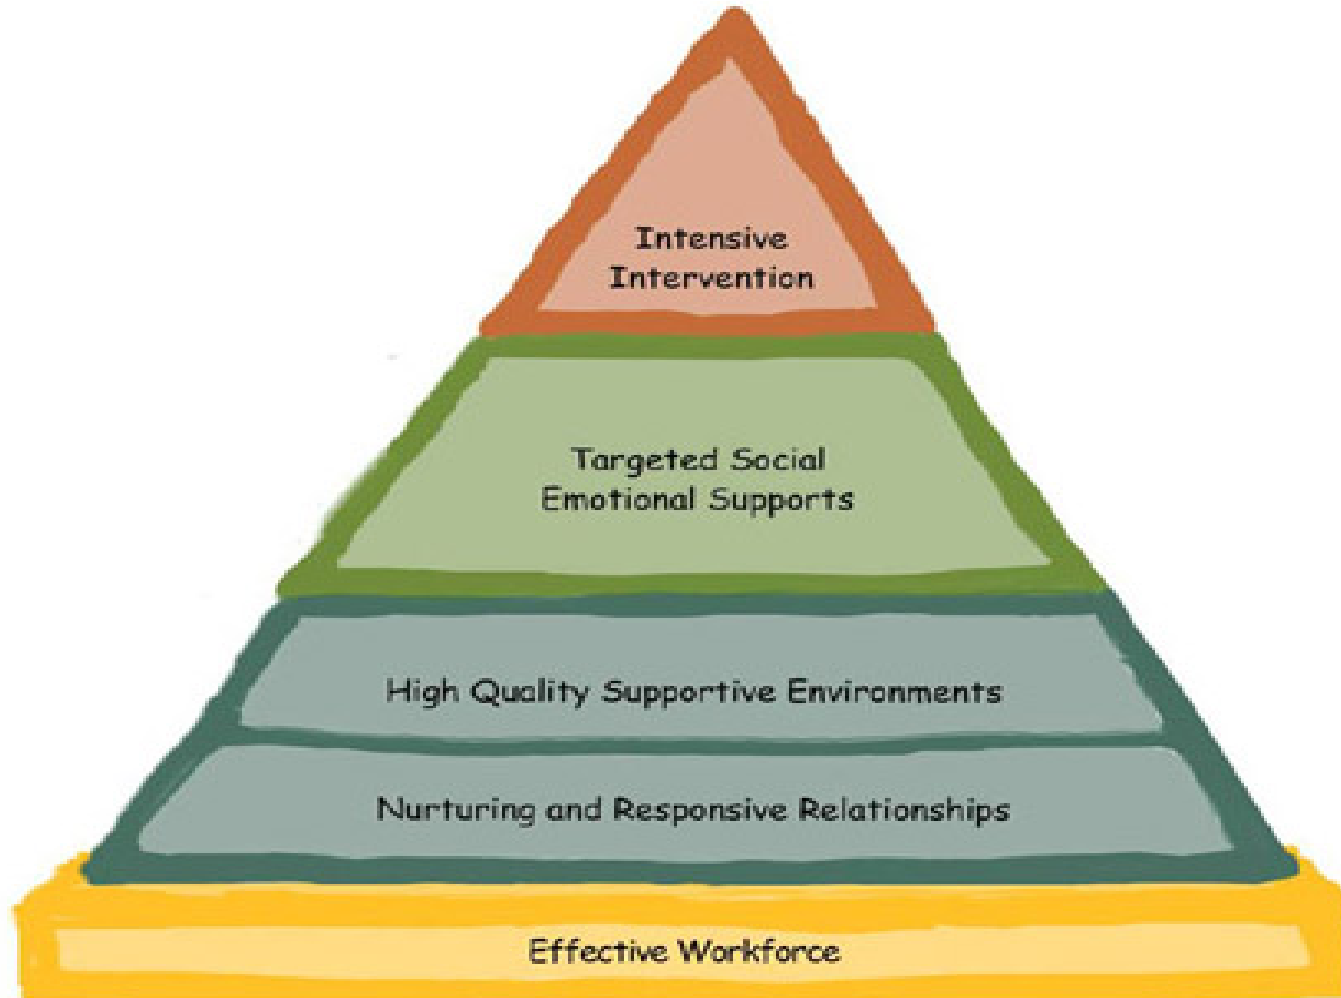 Intensive
Intervention
Targeted Social
Emotional Supports
High Quality Supportive Environments
Nurturing and Responsive Relationships
Effective Workforce